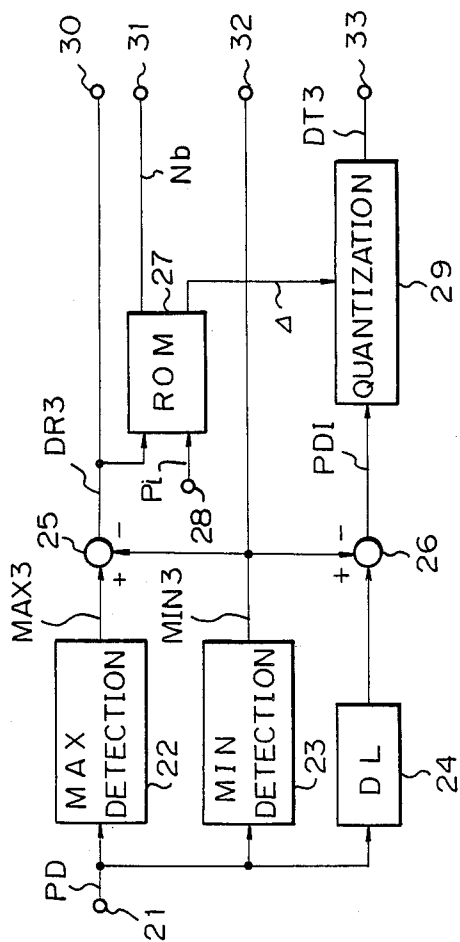 PD
21
MAX
DETECTION
22
MAX3
+
25
−
DR3
30
ROM
27
Nb
31
Pi
28
MIN
DETECTION
23
MIN3
32
DL
24
+
−
26
PDI
Δ
QUANTIZATION
29
DT3
33